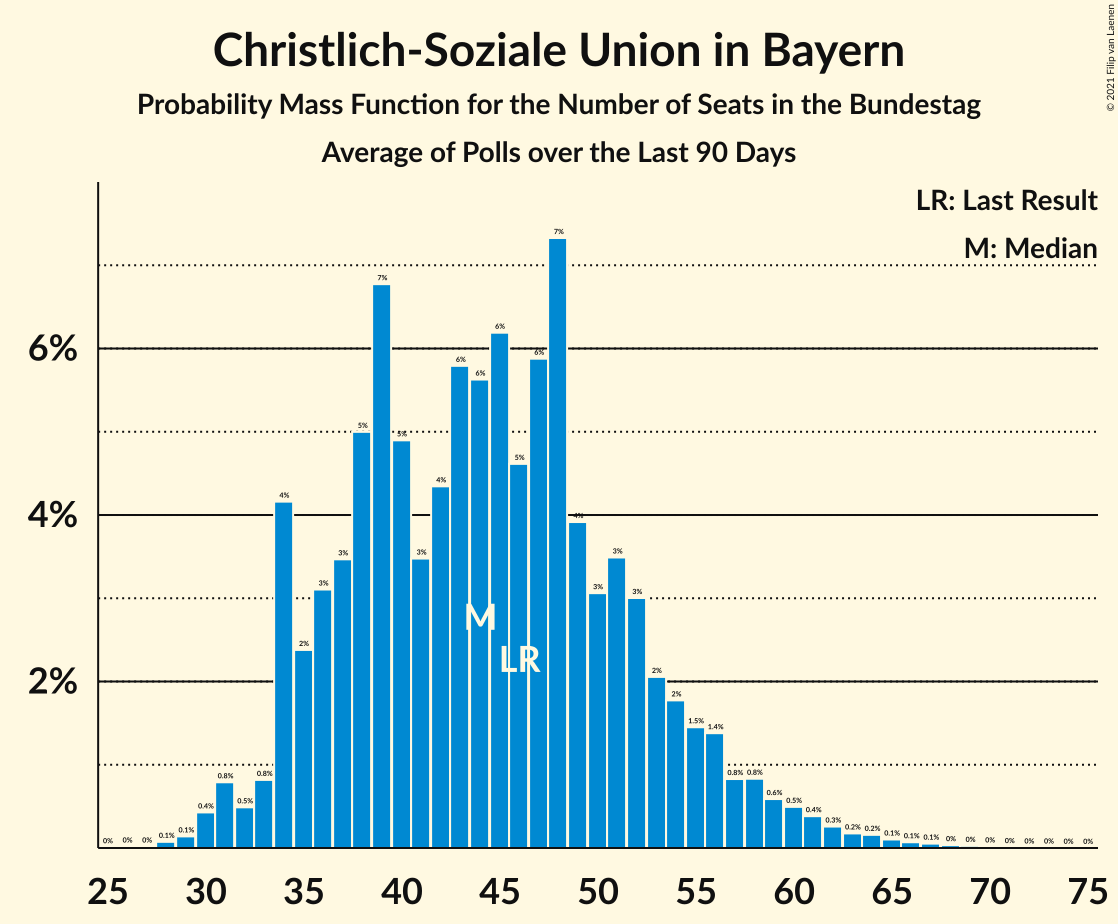 © 2021 Filip van Laenen
Christlich-Soziale Union in Bayern
Probability Mass Function for the Number of Seats in the Bundestag
Average of Polls over the Last 90 Days
LR: Last Result
M: Median
6%
4%
2%
0% 0% 0% 0.1% 0.1% 0.4% 0.8% 0.5% 0.8% 4% 2% 3% 3% 5% 7% 5% 3% 4% 6% 6% 6% 5% 6% 7% 4% 3% 3% 3% 2% 2% 1.5% 1.4% 0.8% 0.8% 0.6% 0.5% 0.4% 0.3% 0.2% 0.2% 0.1% 0.1% 0.1% 0% 0% 0% 0% 0% 0% 0% 0%
M
LR
25 30 35 40 45 50 55 60 65 70 75